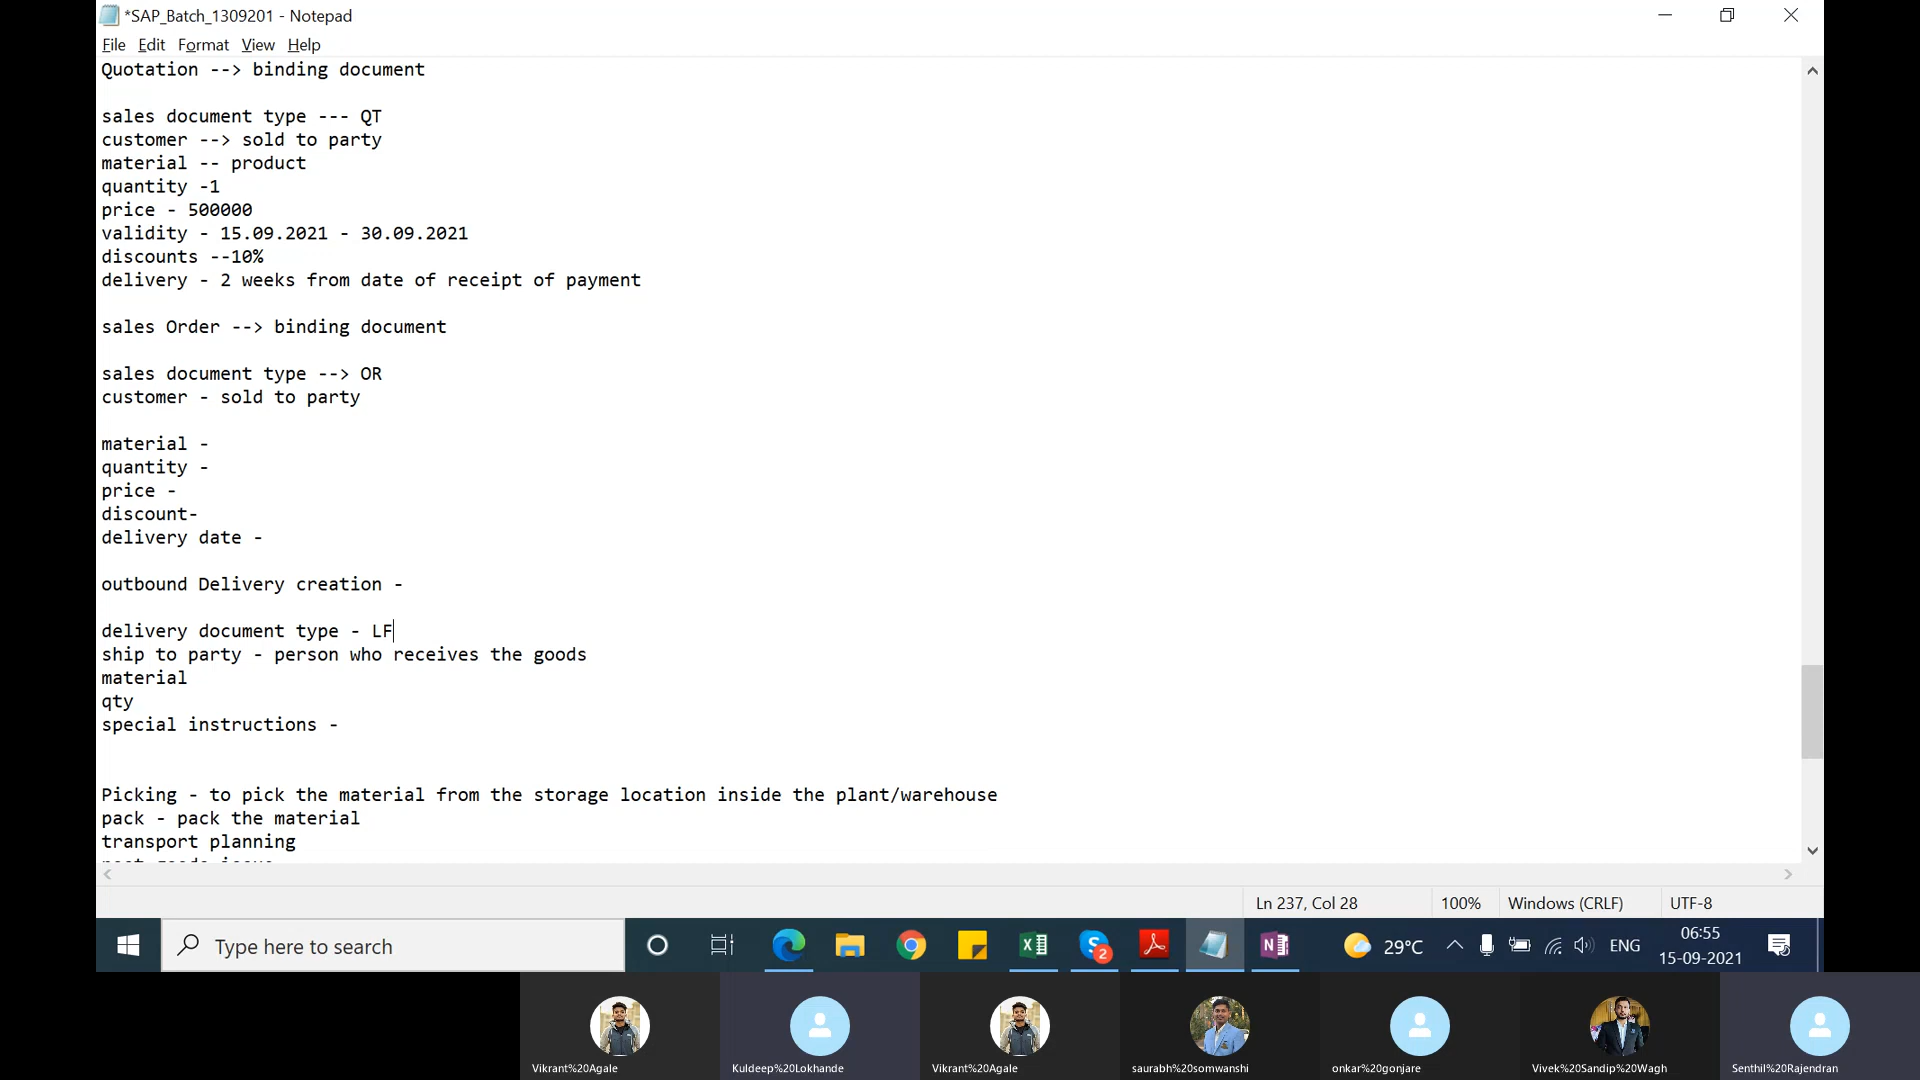 *SAP_Batch_1309201 - Notepad
File Edit Format View Help
Quotation --> binding document
sales document type --- QT
customer --> sold to party
material -- product
quantity -1
price - 500000
validity - 15.09.2021 - 30.09.2021
discounts --10%
delivery - 2 weeks from date of receipt of payment
sales Order --> binding document
sales document type --> OR
customer - sold to party
material -
quantity -
price -
discount-
delivery date -
outbound Delivery creation -
delivery document type - LF
ship to party - person who receives the goods
material
qty
special instructions -
Picking - to pick the material from the storage location inside the plant/warehouse
pack - pack the material
transport planning
post goods issue
Ln 237, Col 28 100% Windows (CRLF) UTF-8
Type here to search
2
29°C ENG 06:55
15-09-2021
Vikrant%20Agale Kuldeep%20Lokhande Vikrant%20Agale saurabh%20somwanshi onkar%20gonjare Vivek%20Sandip%20Wagh Senthil%20Rajendran